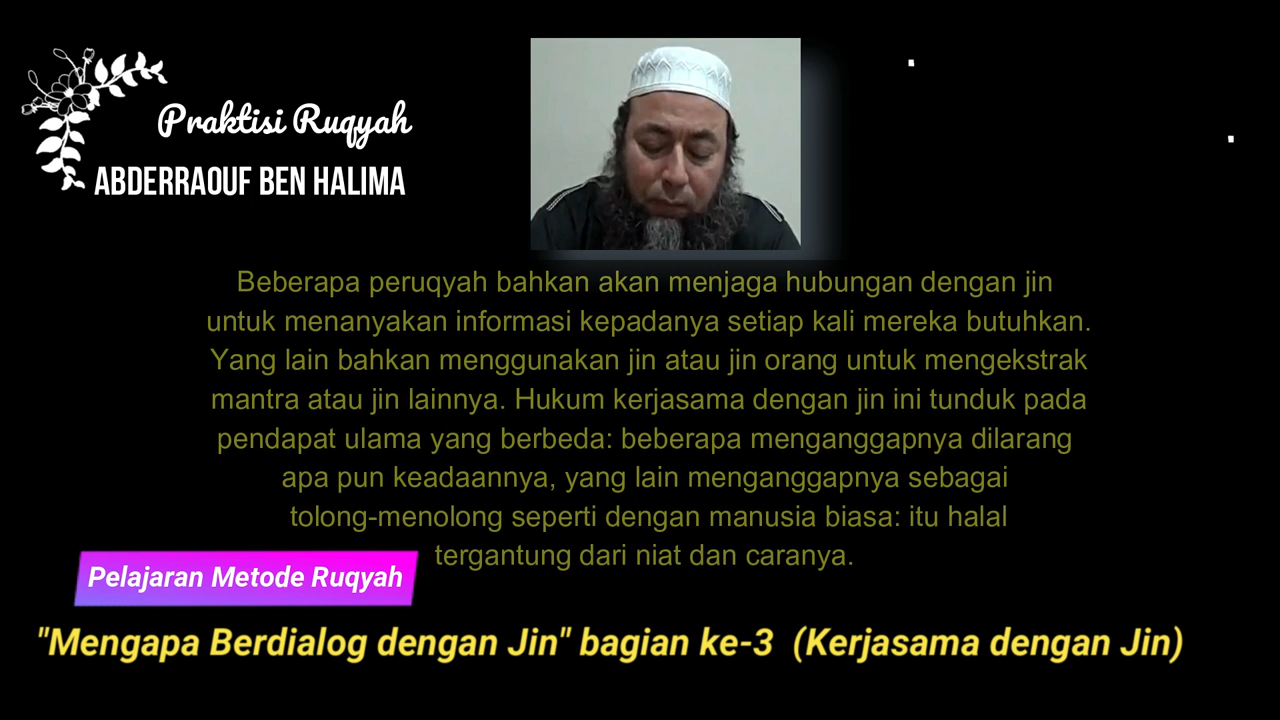 Praktisi Ruqyah
ABDERRAOUF BEN HALIMA
Beberapa peruqyah bahkan akan menjaga hubungan dengan jin
untuk menanyakan informasi kepadanya setiap kali mereka butuhkan.
Yang lain bahkan menggunakan jin atau jin orang untuk mengekstrak
mantra atau jin lainnya. Hukum kerjasama dengan jin ini tunduk pada
pendapat ulama yang berbeda: beberapa menganggapnya dilarang
apa pun keadaannya, yang lain menganggapnya sebagai
tolong-menolong seperti dengan manusia biasa: itu halal
tergantung dari niat dan caranya.
Pelajaran Metode Ruqyah
"Mengapa Berdialog dengan Jin" bagian ke-3 (Kerjasama dengan Jin)